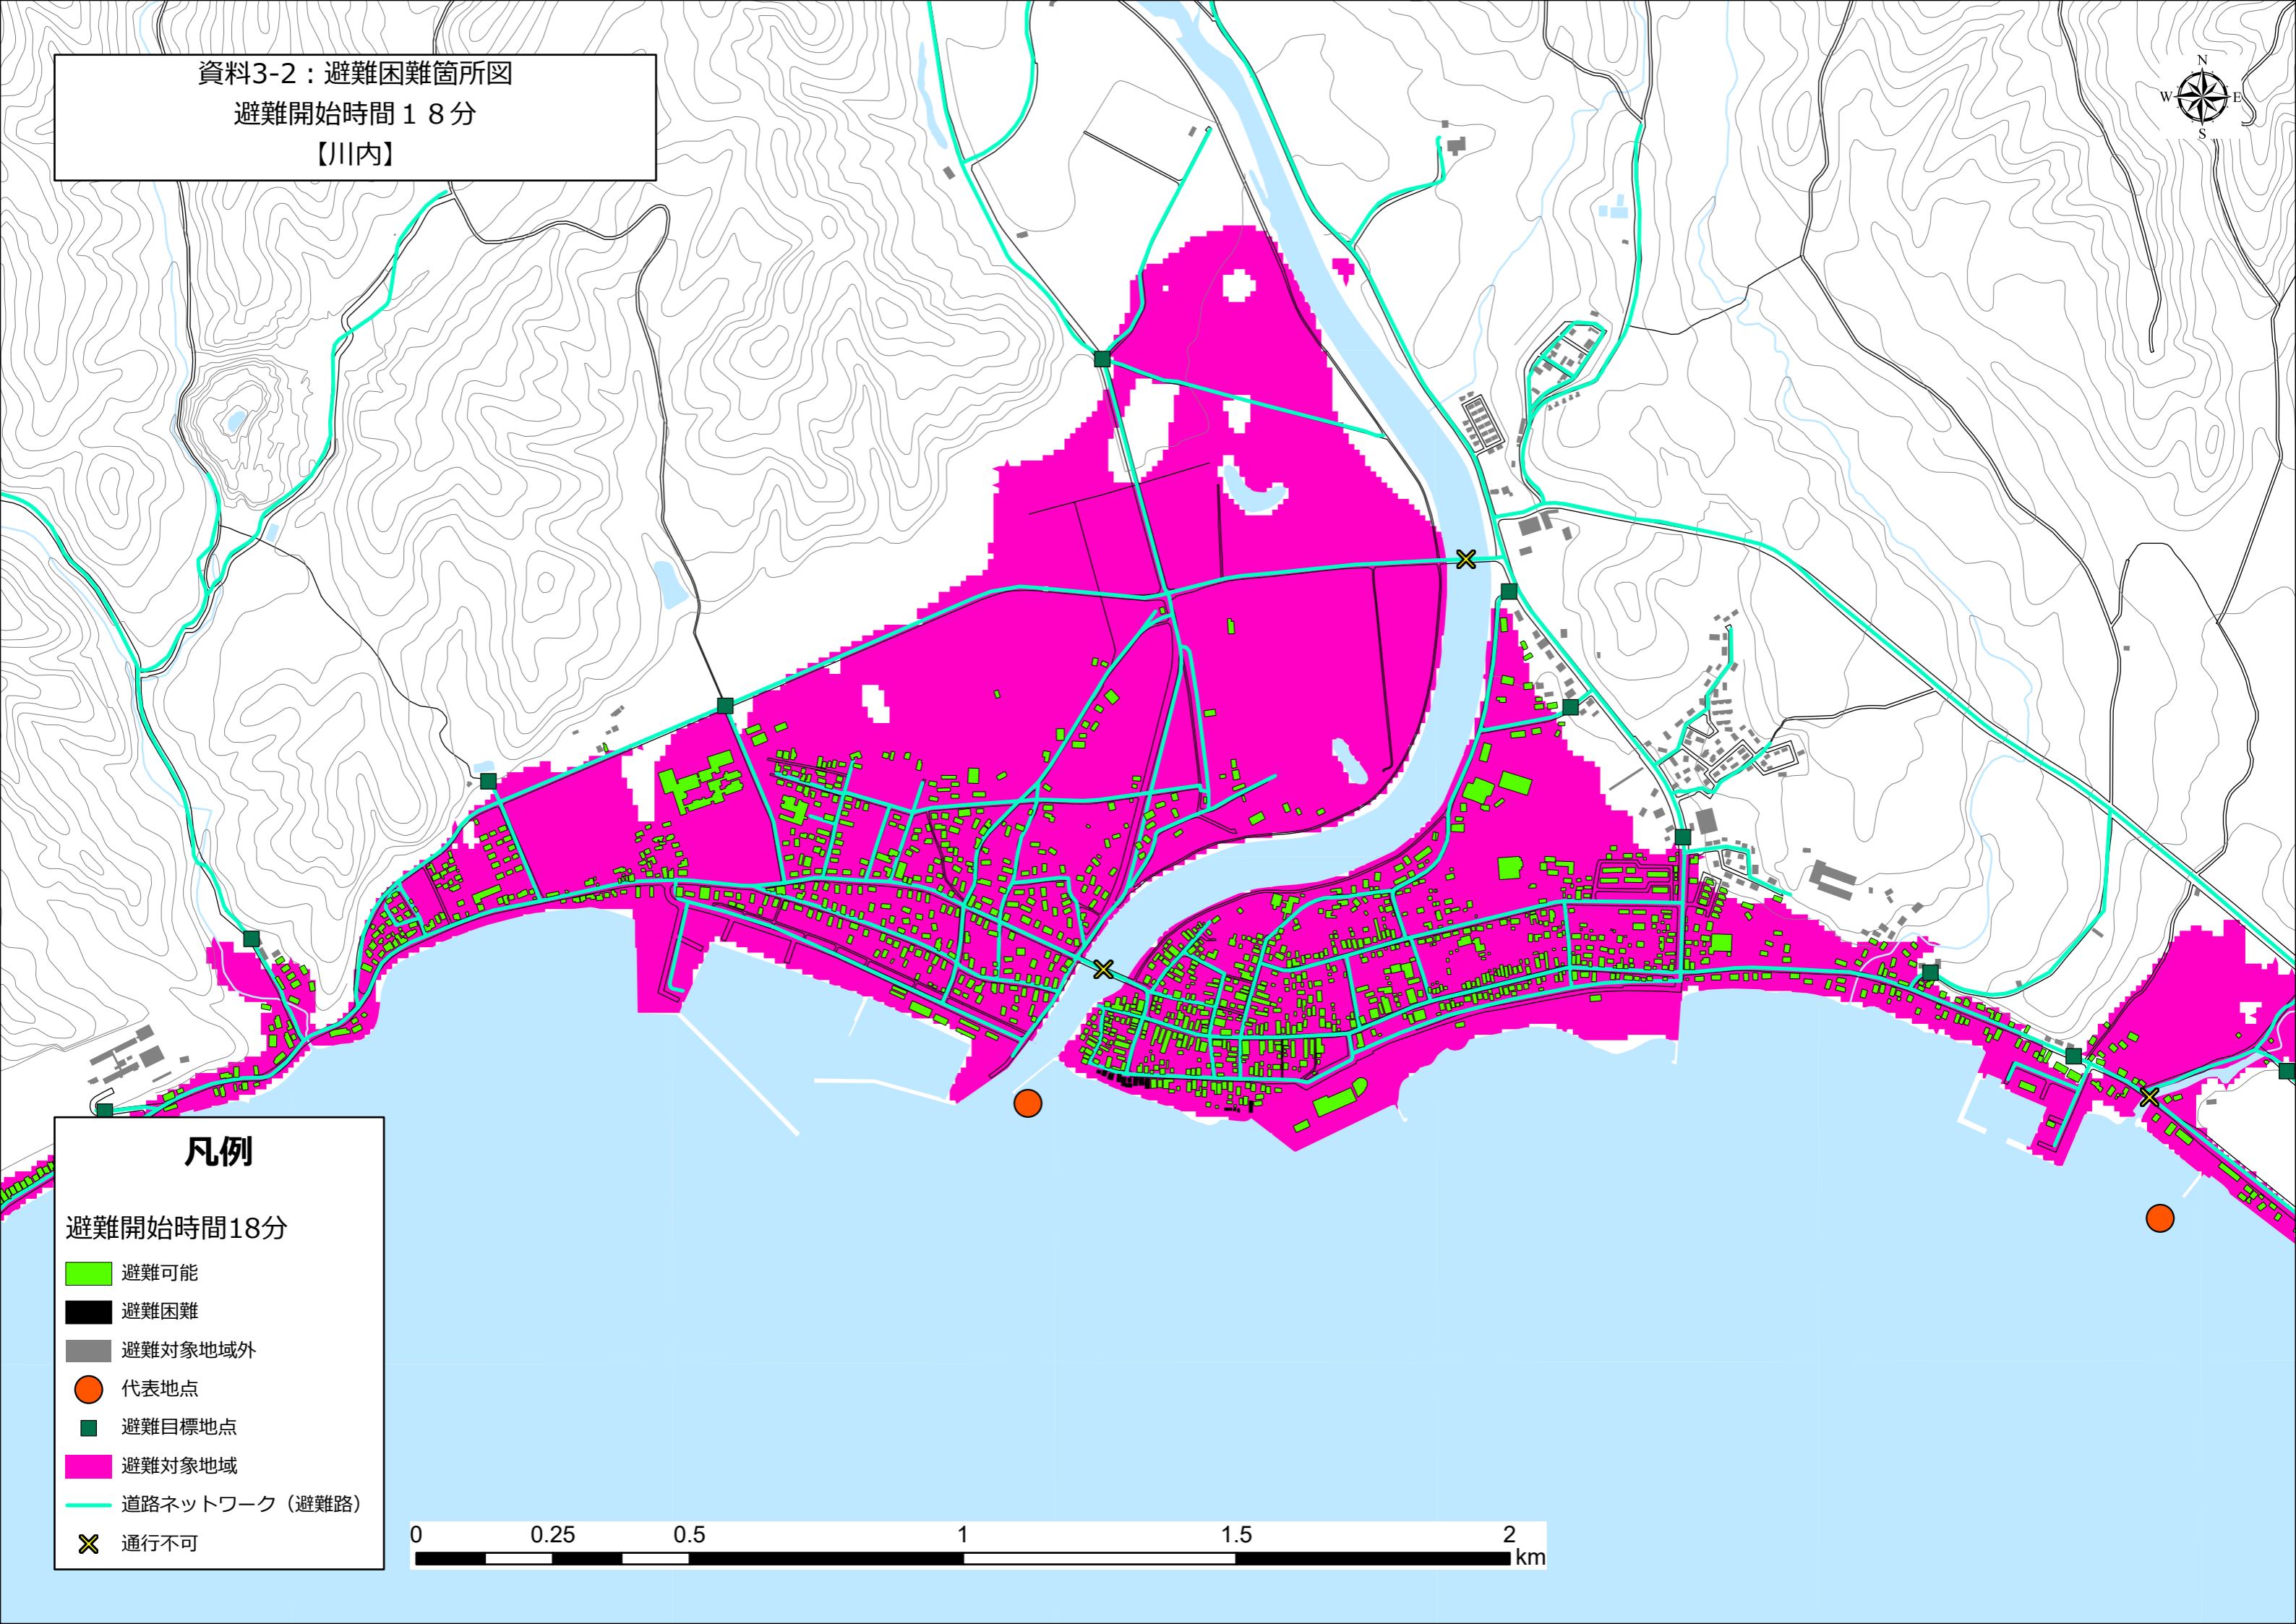 資料3-2：避難困難箇所図
避難開始時間１８分
【川内】
N
W
E
S
凡例
避難開始時間18分
避難可能
避難困難
避難対象地域外
代表地点
避難目標地点
避難対象地域
道路ネットワーク（避難路）
通行不可
0 0.25 0.5 1 1.5 2
km